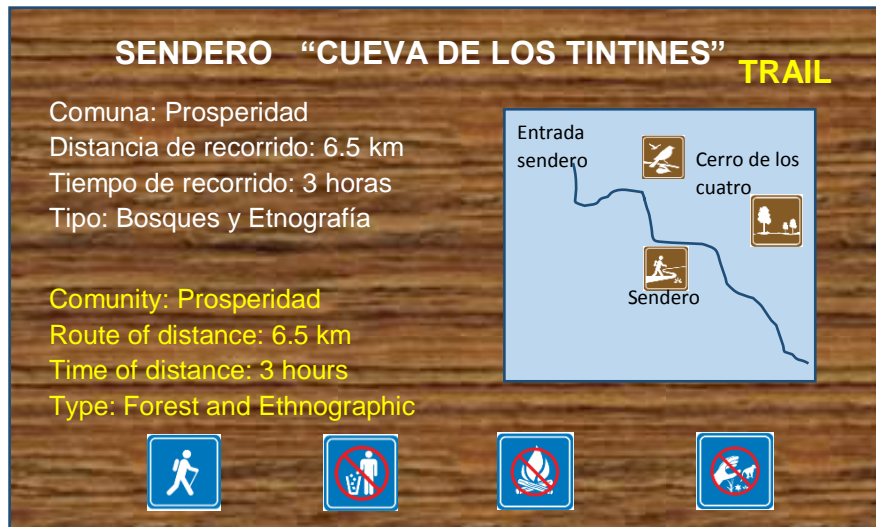 SENDERO “CUEVA DE LOS TINTINES”
TRAIL
Comuna: Prosperidad
Distancia de recorrido: 6.5 km
Tiempo de recorrido: 3 horas
Tipo: Bosques y Etnografía
Comunity: Prosperidad
Route of distance: 6.5 km
Time of distance: 3 hours
Type: Forest and Ethnographic
Entrada
sendero
Cerro de los
cuatro
Sendero